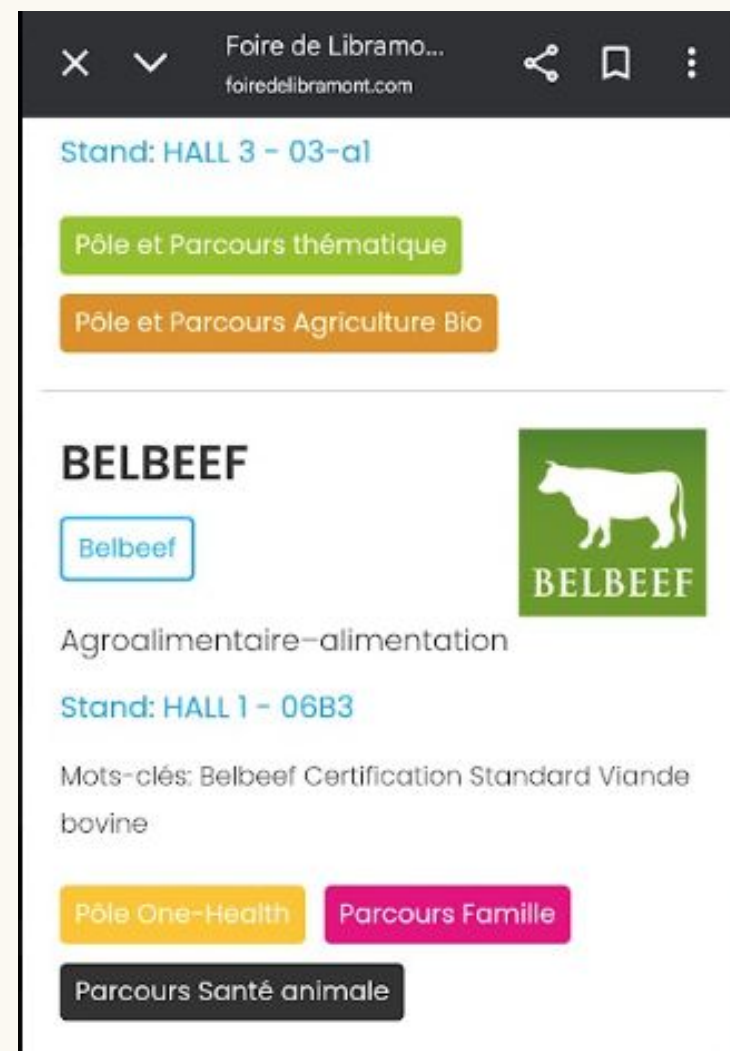 Foire de Libramo...
foiredelibramont.com
Stand: HALL 3 - 03-a1
Pôle et Parcours thématique
Pôle et Parcours Agriculture Bio
BELBEEF
Belbeef
BELBEEF
Agroalimentaire–alimentation
Stand: HALL 1 - 06B3
Mots-clés: Belbeef Certification Standard Viande
bovine
Pôle One-Health
Parcours Famille
Parcours Santé animale